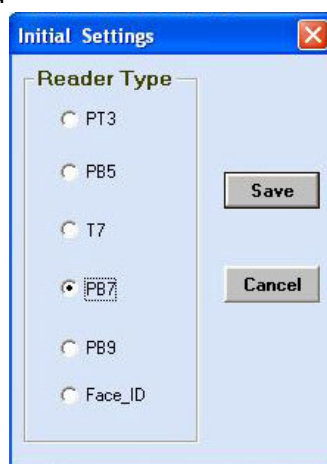 Initial Settings
Reader Type
PT3
PB5
T7
PB7
PB9
Face_ID
Save
Cancel